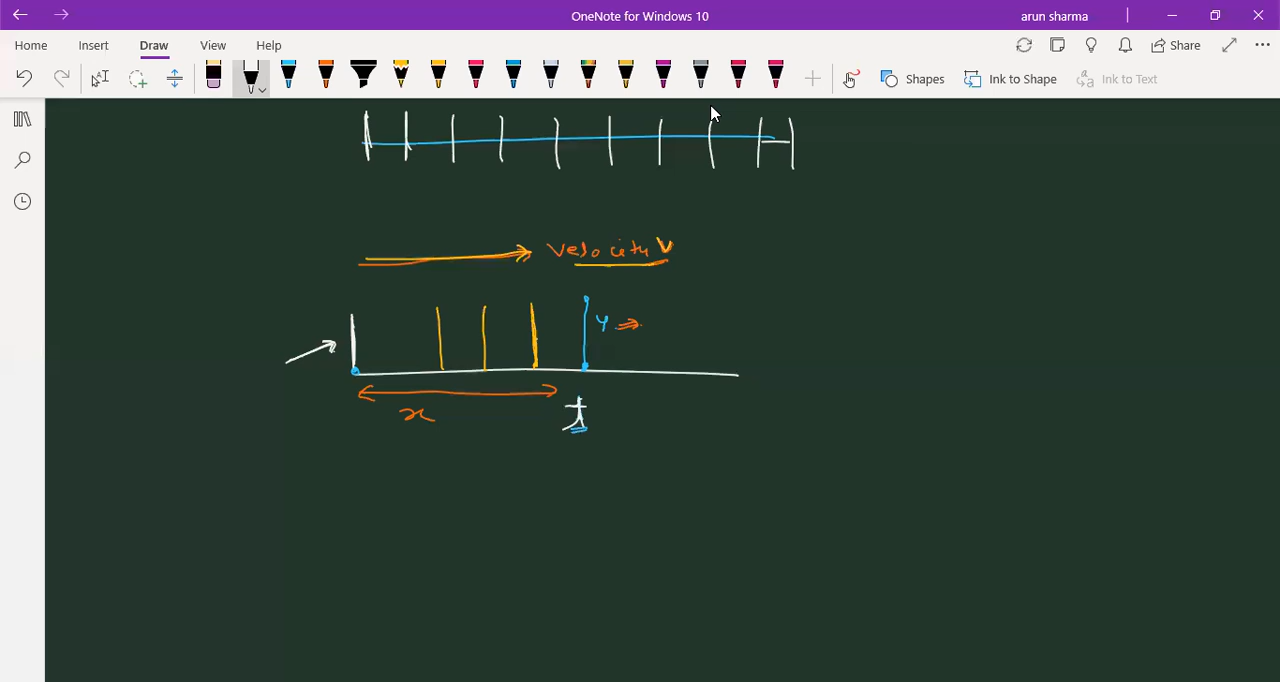 OneNote for Windows 10
arun sharma
Home Insert Draw View Help
Share
Shapes Ink to Shape Ink to Text
Velocity V
y
x
t